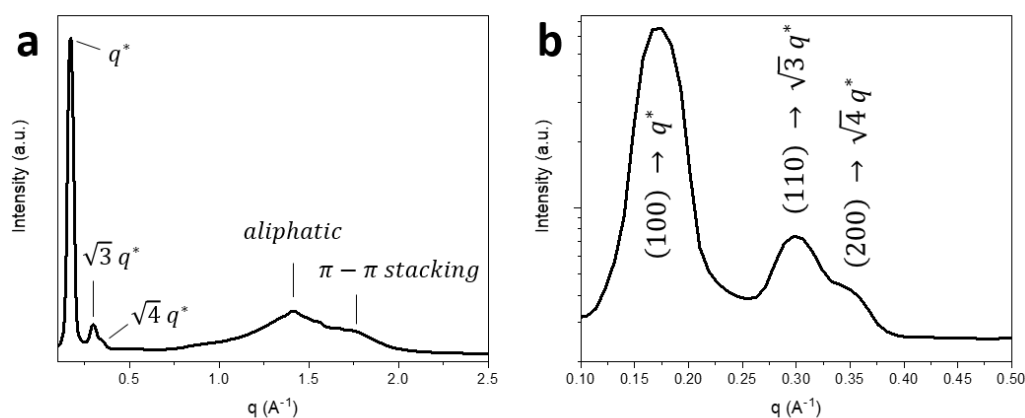 a
Intensity (a.u.)
q*
√3 q*
√4 q*
aliphatic
π − π stacking
0.5
1.0
1.5
2.0
2.5
q (A⁻¹)
b
Intensity (a.u.)
(100) → q*
(110) → √3 q*
(200) → √4 q*
0.10
0.15
0.20
0.25
0.30
0.35
0.40
0.45
0.50
q (A⁻¹)